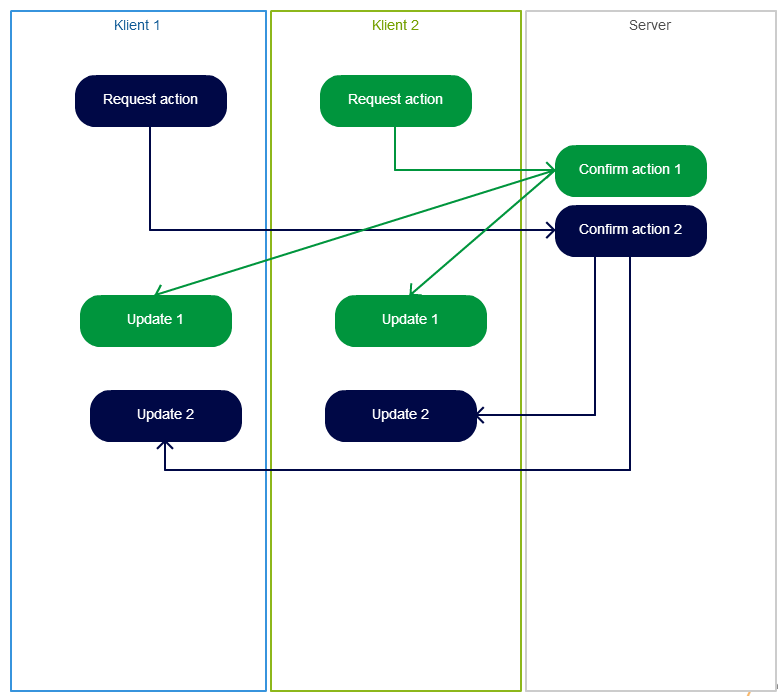 Klient 1
Klient 2
Server
Request action
Request action
Confirm action 1
Confirm action 2
Update 1
Update 1
Update 2
Update 2